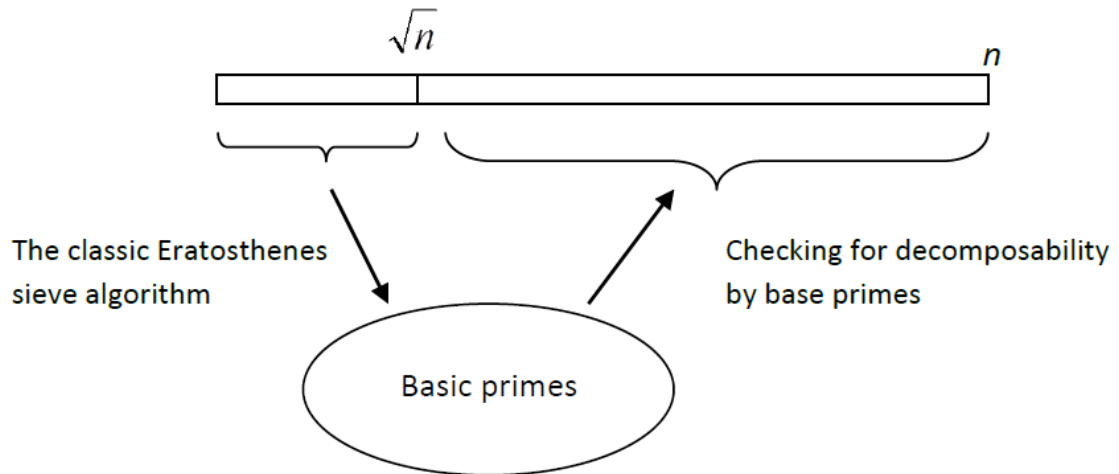 √n
n
The classic Eratosthenes
sieve algorithm
Checking for decomposability
by base primes
Basic primes